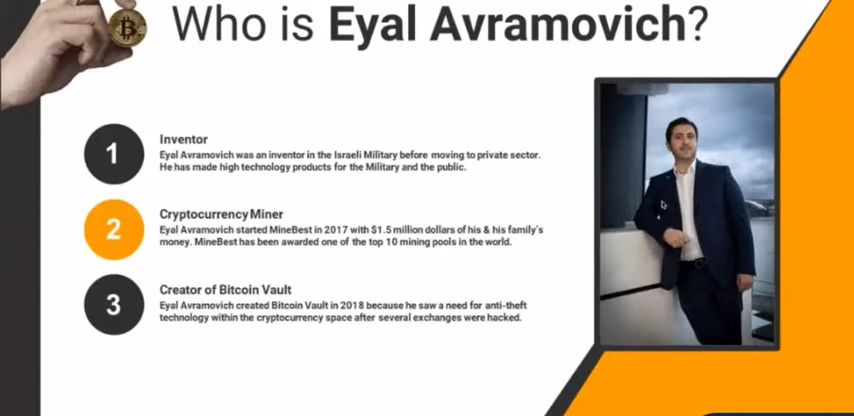 Who is Eyal Avramovich?
1
Inventor
Eyal Avramovich was an inventor in the Israeli Military before moving to private sector.
He has made high technology products for the Military and the public.
2
Cryptocurrency Miner
Eyal Avramovich started MineBest in 2017 with $1.5 million dollars of his & his family's
money. MineBest has been awarded one of the top 10 mining pools in the world.
3
Creator of Bitcoin Vault
Eyal Avramovich created Bitcoin Vault in 2018 because he saw a need for anti-theft
technology within the cryptocurrency space after several exchanges were hacked.